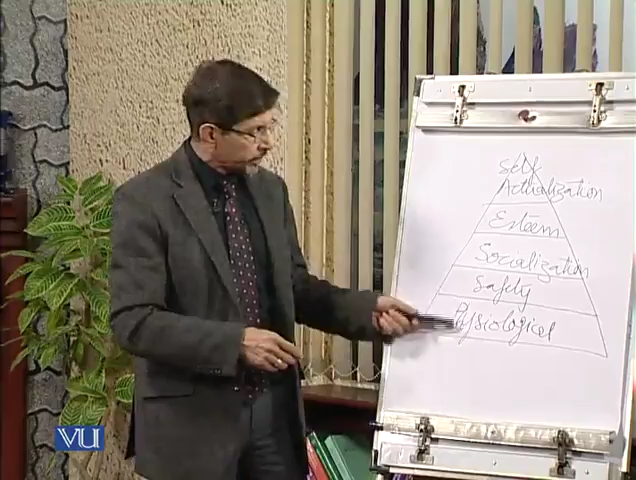 Self
Actualization
Esteem
Socialization
Safety
Physiological
VU